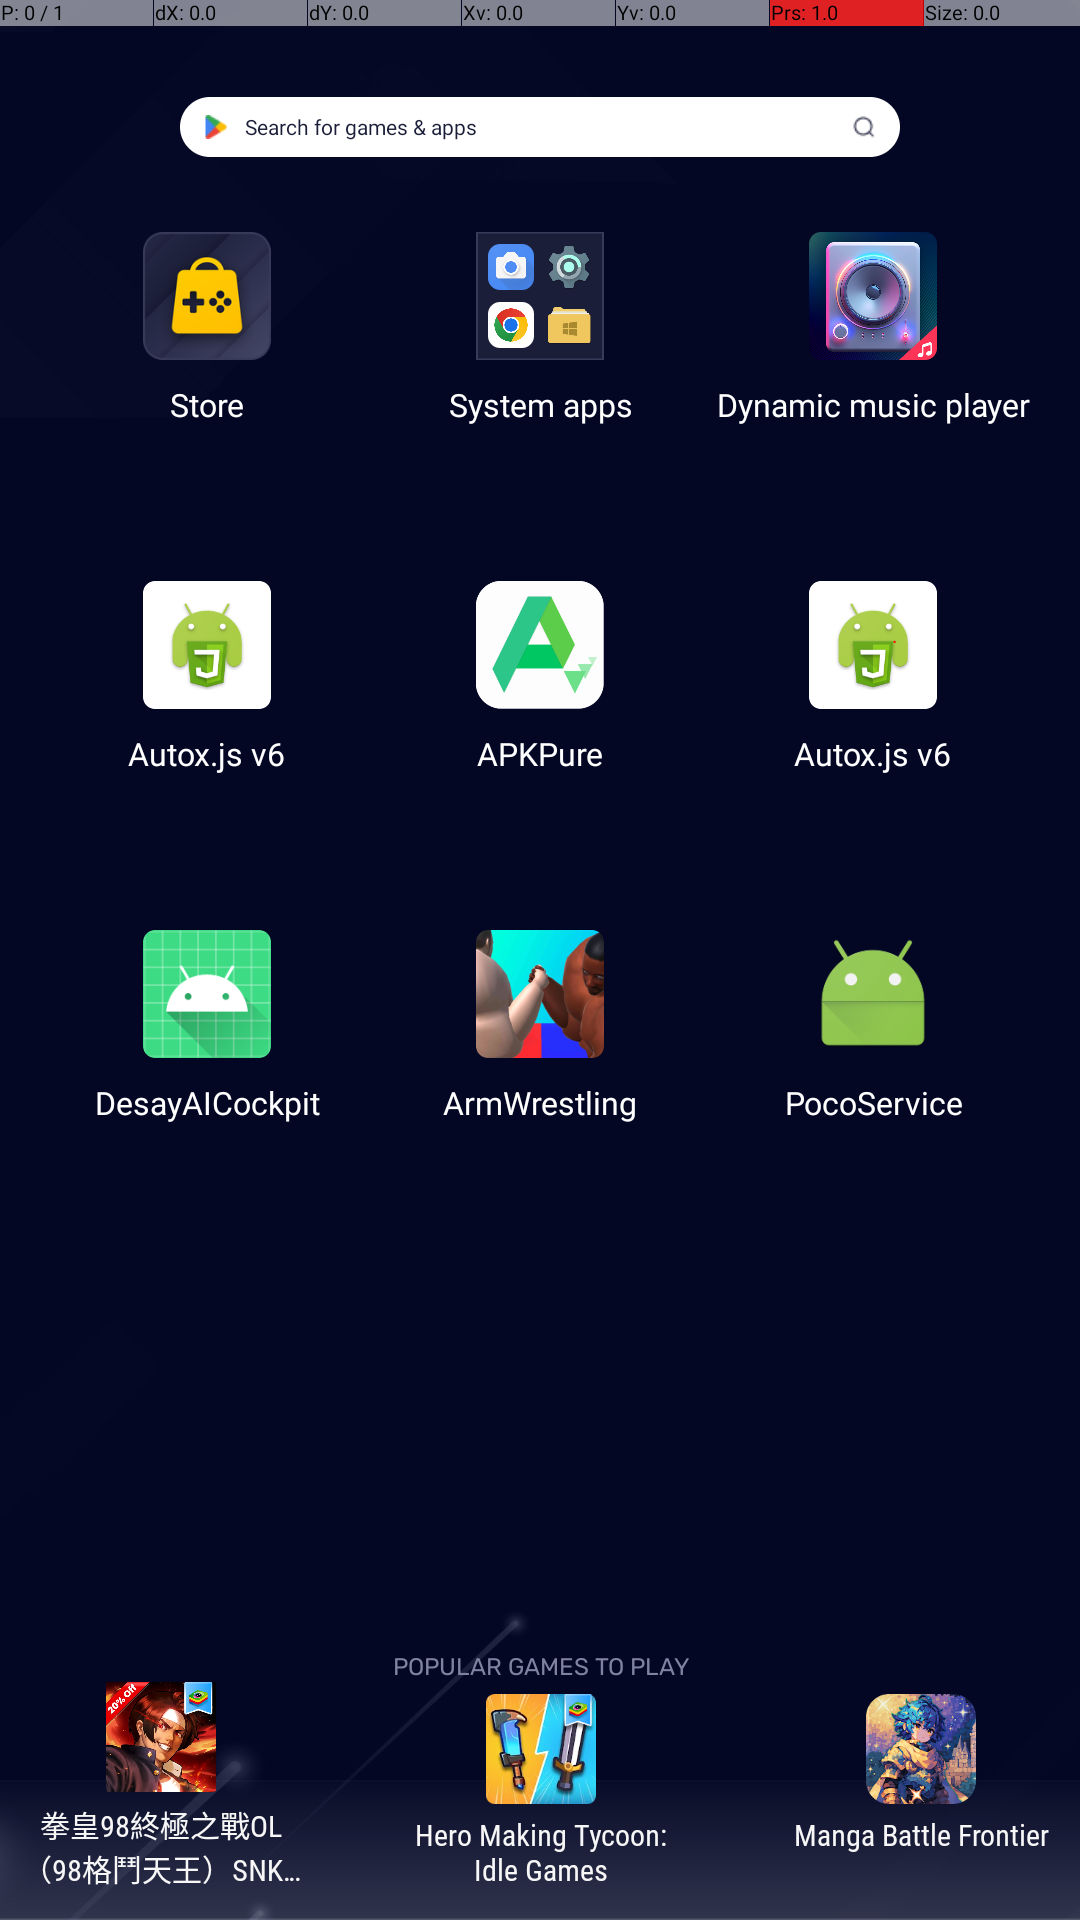 P: 0 / 1 dX: 0.0 dY: 0.0 Xv: 0.0 Yv: 0.0 Prs: 1.0 Size: 0.0
Search for games & apps
Store System apps Dynamic music player
Autox.js v6 APKPure Autox.js v6
DesayAICockpit ArmWrestling PocoService
POPULAR GAMES TO PLAY
20% Off
拳皇98終極之戰OL
（98格鬥天王）SNK...
Hero Making Tycoon:
Idle Games
Manga Battle Frontier